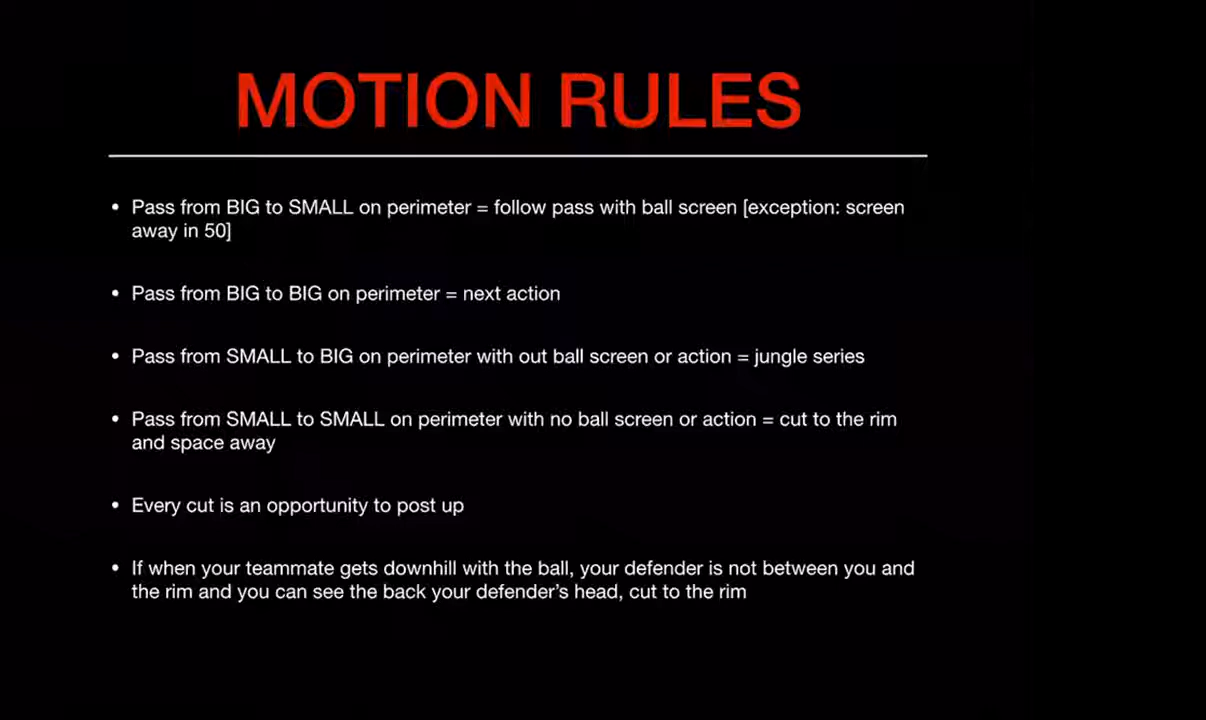 MOTION RULES
• Pass from BIG to SMALL on perimeter = follow pass with ball screen [exception: screen
away in 50]
• Pass from BIG to BIG on perimeter = next action
• Pass from SMALL to BIG on perimeter with out ball screen or action = jungle series
• Pass from SMALL to SMALL on perimeter with no ball screen or action = cut to the rim
and space away
• Every cut is an opportunity to post up
• If when your teammate gets downhill with the ball, your defender is not between you and
the rim and you can see the back your defender’s head, cut to the rim